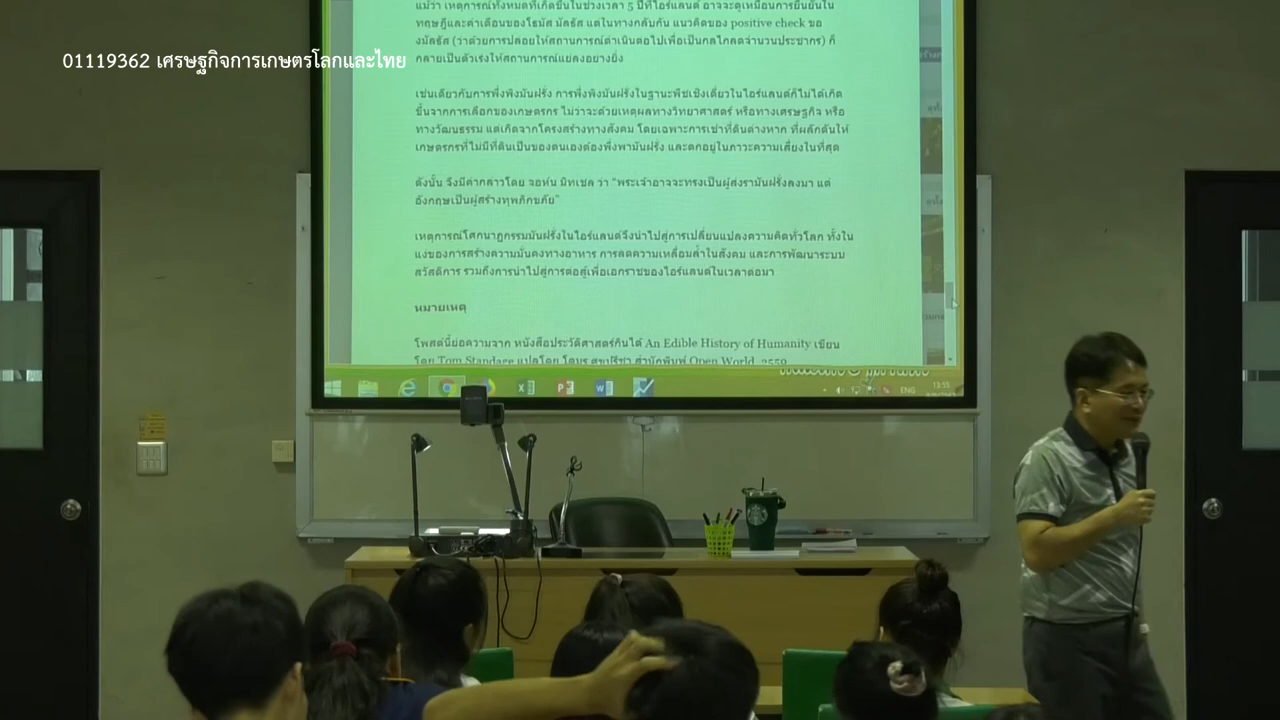 01119362 เศรษฐกิจการเกษตรโลกและไทย
แม้ว่า เหตุการณ์ทั้งหมดที่เกิดขึ้นในช่วงเวลา 5 ปีที่ไอร์แลนด์ อาจจะดูเหมือนการยืนยันใน
ทฤษฎีและคำเตือนของโธมัส มัลธัส แต่ในทางกลับกัน แนวคิดของ positive check ขอ
งมัลธัส (ว่าด้วยการปล่อยให้สถานการณ์ดำเนินต่อไปเพื่อเป็นกลไกลดจำนวนประชากร) ก็
กลายเป็นตัวเร่งให้สถานการณ์แย่ลงอย่างยิ่ง
เช่นเดียวกับการพึ่งพิงมันฝรั่ง การพึ่งพิงมันฝรั่งในฐานะพืชเชิงเดี่ยวในไอร์แลนด์ก็ไม่ได้เกิด
ขึ้นจากการเลือกของเกษตรกร ไม่ว่าจะด้วยเหตุผลทางวิทยาศาสตร์ หรือทางเศรษฐกิจ หรือ
ทางวัฒนธรรม แต่เกิดจากโครงสร้างทางสังคม โดยเฉพาะการเช่าที่ดินต่างหาก ที่ผลักดันให้
เกษตรกรที่ไม่มีที่ดินเป็นของตนเองต้องพึ่งพามันฝรั่ง และตกอยู่ในภาวะความเสี่ยงในที่สุด
ดังนั้น จึงมีคำกล่าวโดย จอห์น มิทเชล ว่า “พระเจ้าอาจจะทรงเป็นผู้ส่งรามันฝรั่งลงมา แต่
อังกฤษเป็นผู้สร้างทุพภิกขภัย”
เหตุการณ์โศกนาฏกรรมมันฝรั่งในไอร์แลนด์จึงนำไปสู่การเปลี่ยนแปลงความคิดทั่วโลก ทั้งใน
แง่ของการสร้างความมั่นคงทางอาหาร การลดความเหลื่อมล้ำในสังคม และการพัฒนาระบบ
สวัสดิการ รวมถึงการนำไปสู่การต่อสู้เพื่อเอกราชของไอร์แลนด์ในเวลาต่อมา
หมายเหตุ
โพสต์นี้ย่อความจาก หนังสือประวัติศาสตร์กินได้ An Edible History of Humanity เขียน
โดย Tom Standage แปลโดย โตมร ศุขปรีชา สำนักพิมพ์ Open World, 2559
ENG
13:55